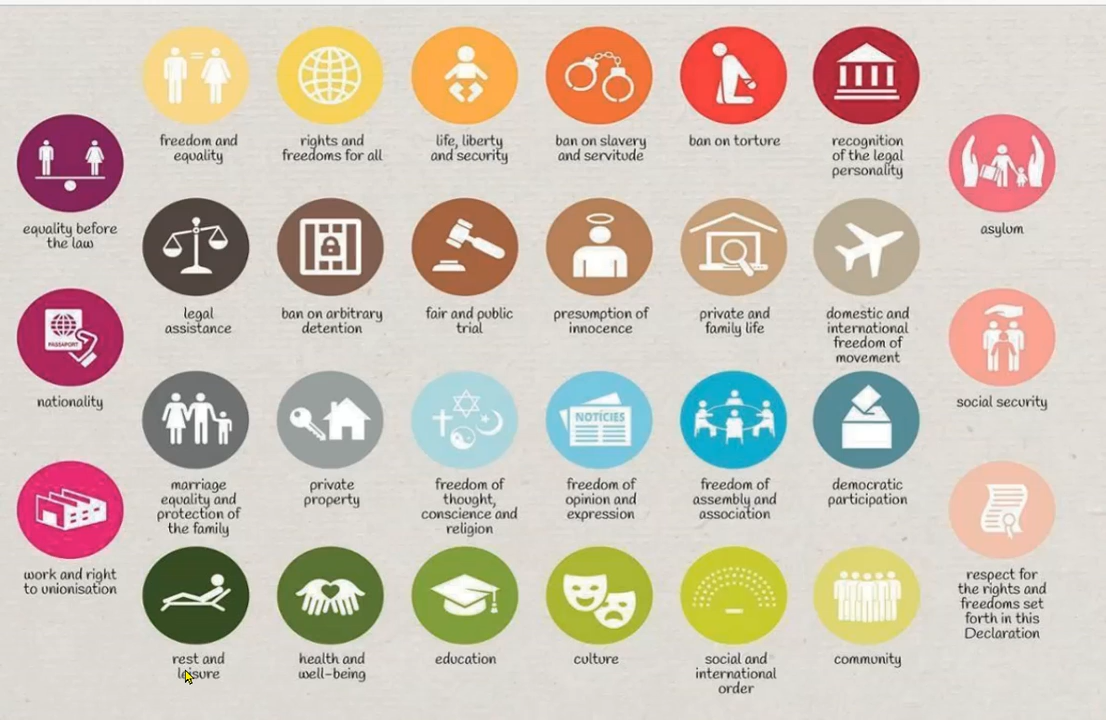 freedom and
equality
rights and
freedoms for all
life, liberty
and security
ban on slavery
and servitude
ban on torture
recognition
of the legal
personality
equality before
the law
asylum
legal
assistance
ban on arbitrary
detention
fair and public
trial
presumption of
innocence
private and
family life
domestic and
international
freedom of
movement
PASSAPORT
nationality
social security
marriage
equality and
protection of
the family
private
property
freedom of
thought,
conscience and
religion
NOTÍCIES
freedom of
opinion and
expression
freedom of
assembly and
association
democratic
participation
work and right
to unionisation
respect for
the rights and
freedoms set
forth in this
Declaration
rest and
leisure
health and
well-being
education
culture
social and
international
order
community